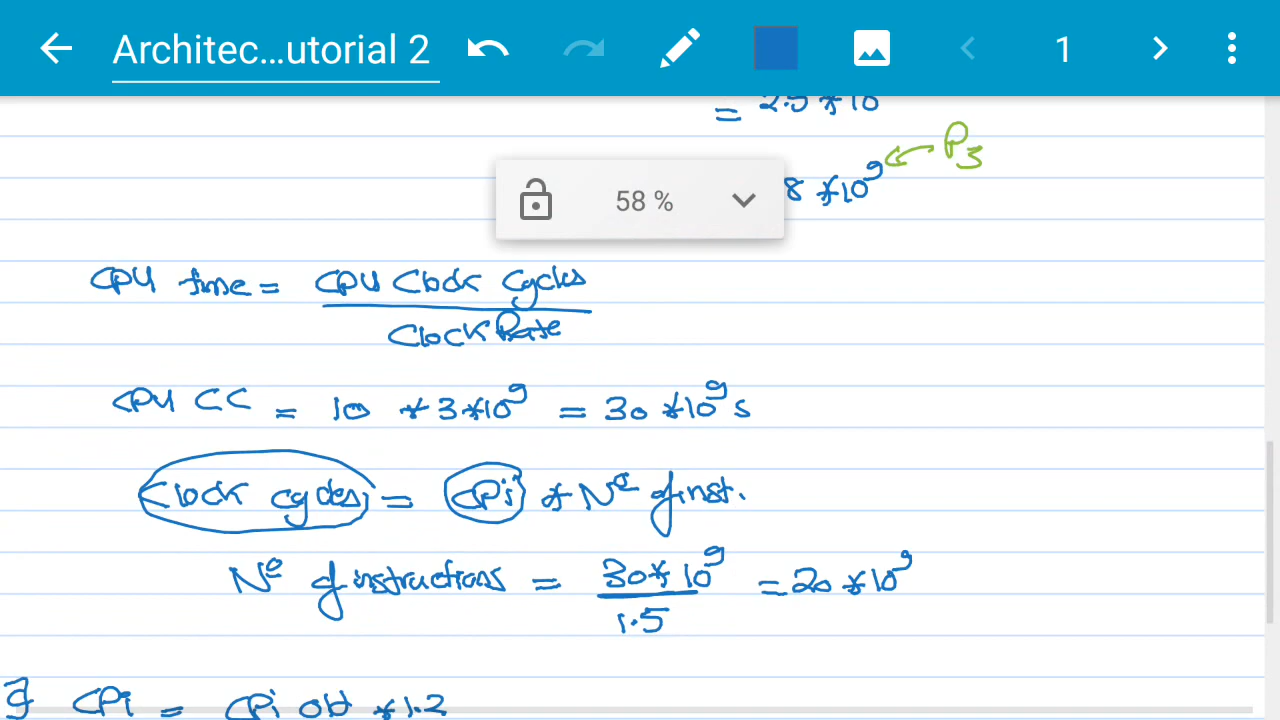 Architec...utorial 2 1
= 2.5 * 10
P3
58 %
8 * 10^9
CPU time = CPU Clock Cycles
Clock Rate
CPU CC = 10 * 3 * 10^9 = 30 * 10^9 s
Clock cycles = CPi * Nº of inst.
Nº of instructions = 30 * 10^9 = 20 * 10^9
1.5
CPi = CPi old * 1.2